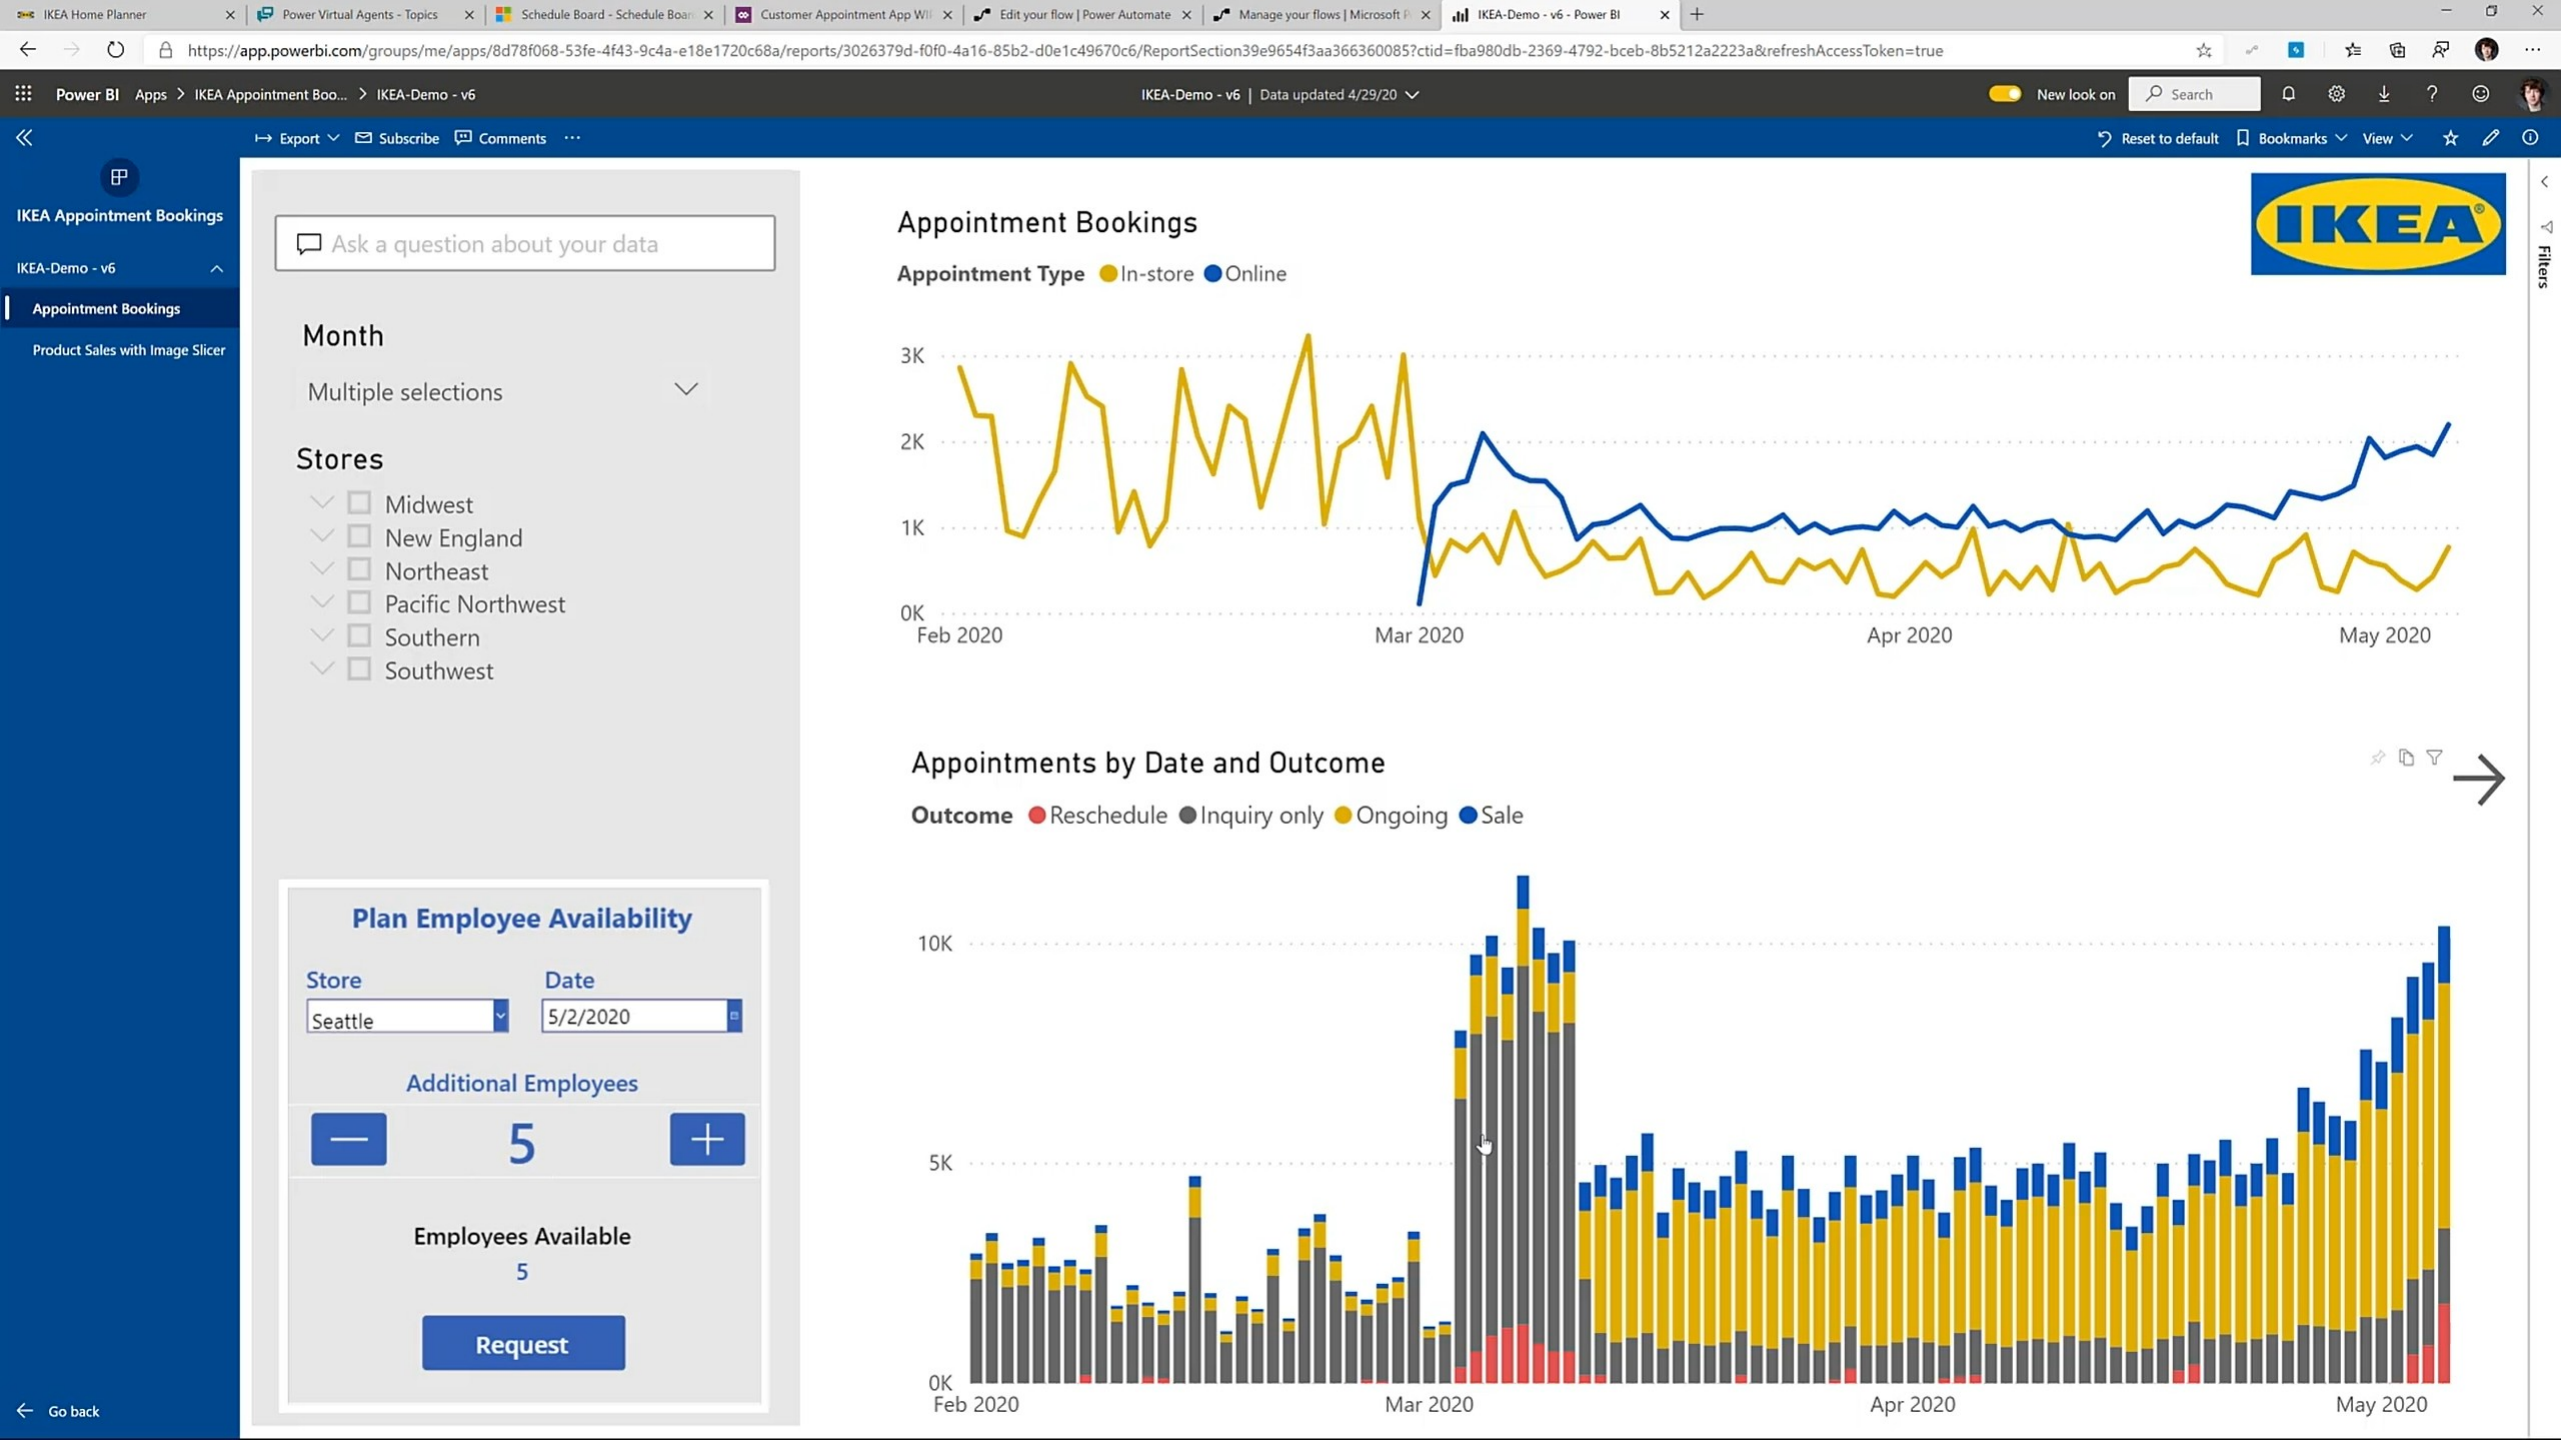 IKEA Home Planner
Power Virtual Agents - Topics
Schedule Board - Schedule Boar
Customer Appointment App WIP
Edit your flow | Power Automate
Manage your flows | Microsoft P
IKEA-Demo - v6 - Power BI
https://app.powerbi.com/groups/me/apps/8d78f068-53fe-4f43-9c4a-e18e1720c68a/reports/3026379d-f0f0-4a16-85b2-d0e1c49670c6/ReportSection39e9654f3aa366360085?ctid=fba980db-2369-4792-bceb-8b5212a2223a&refreshAccessToken=true
Power BI Apps > IKEA Appointment Boo... > IKEA-Demo - v6
IKEA-Demo - v6 | Data updated 4/29/20
New look on
Search
Export
Subscribe
Comments
Reset to default
Bookmarks
View
IKEA Appointment Bookings
IKEA-Demo - v6
Appointment Bookings
Product Sales with Image Slicer
Go back
Ask a question about your data
Month
Multiple selections
Stores
Midwest
New England
Northeast
Pacific Northwest
Southern
Southwest
Plan Employee Availability
Store Date
Seattle 5/2/2020
Additional Employees
5
Employees Available
5
Request
Appointment Bookings
Appointment Type In-store Online
3K
2K
1K
0K
Feb 2020 Mar 2020 Apr 2020 May 2020
IKEA®
Filters
Appointments by Date and Outcome
Outcome Reschedule Inquiry only Ongoing Sale
10K
5K
0K
Feb 2020 Mar 2020 Apr 2020 May 2020